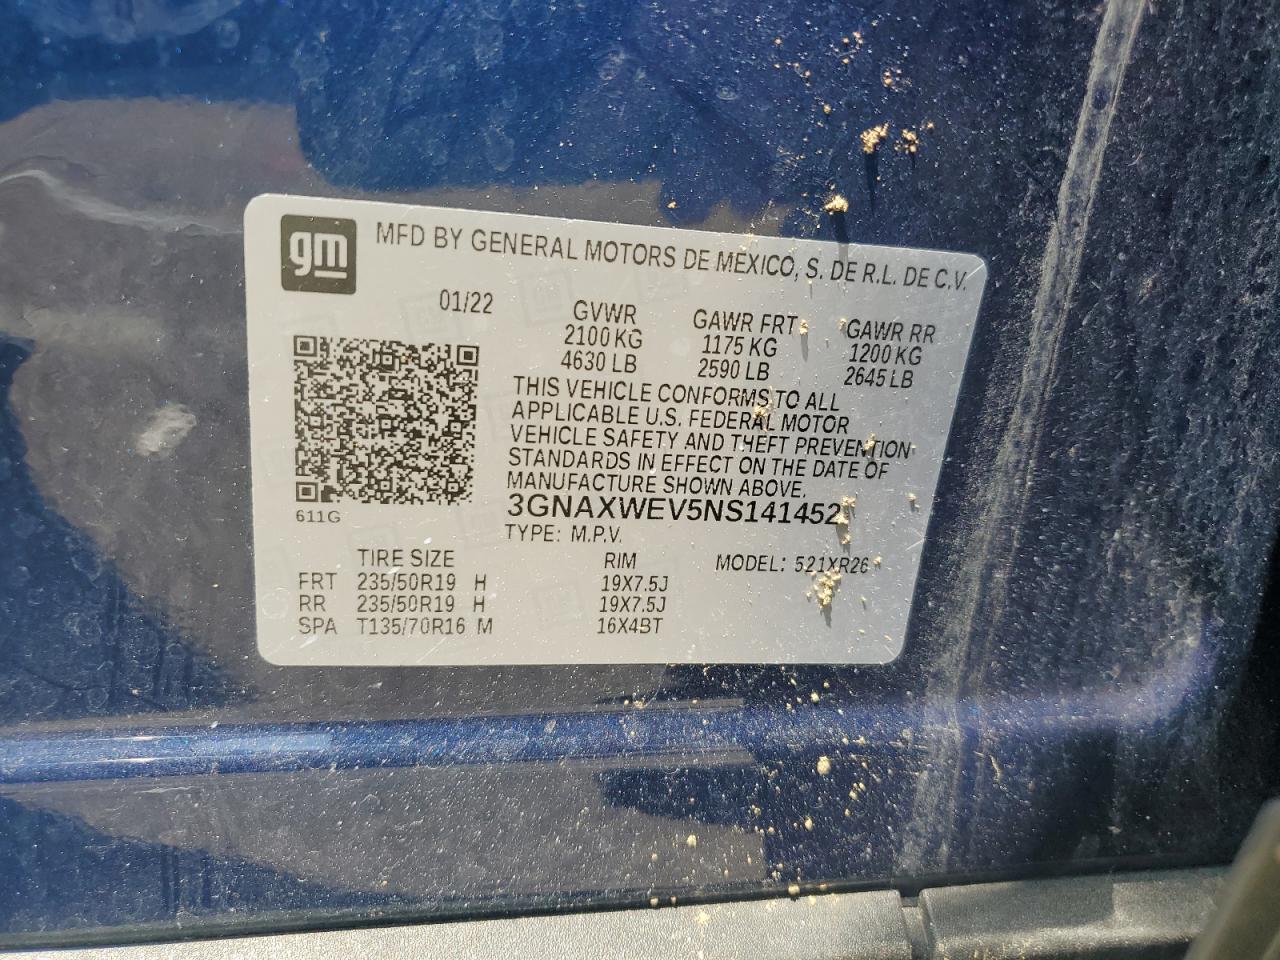 gm MFD BY GENERAL MOTORS DE MEXICO, S. DE R.L. DE C.V.
01/22 GVWR GAWR FRT GAWR RR
2100 KG 1175 KG 1200 KG
4630 LB 2590 LB 2645 LB
THIS VEHICLE CONFORMS TO ALL
APPLICABLE U.S. FEDERAL MOTOR
VEHICLE SAFETY AND THEFT PREVENTION
STANDARDS IN EFFECT ON THE DATE OF
MANUFACTURE SHOWN ABOVE.
3GNAXWEV5NS141452
611G
TYPE: M.P.V.
TIRE SIZE RIM MODEL: 521XR26
FRT 235/50R19 H 19X7.5J
RR 235/50R19 H 19X7.5J
SPA T135/70R16 M 16X4BT